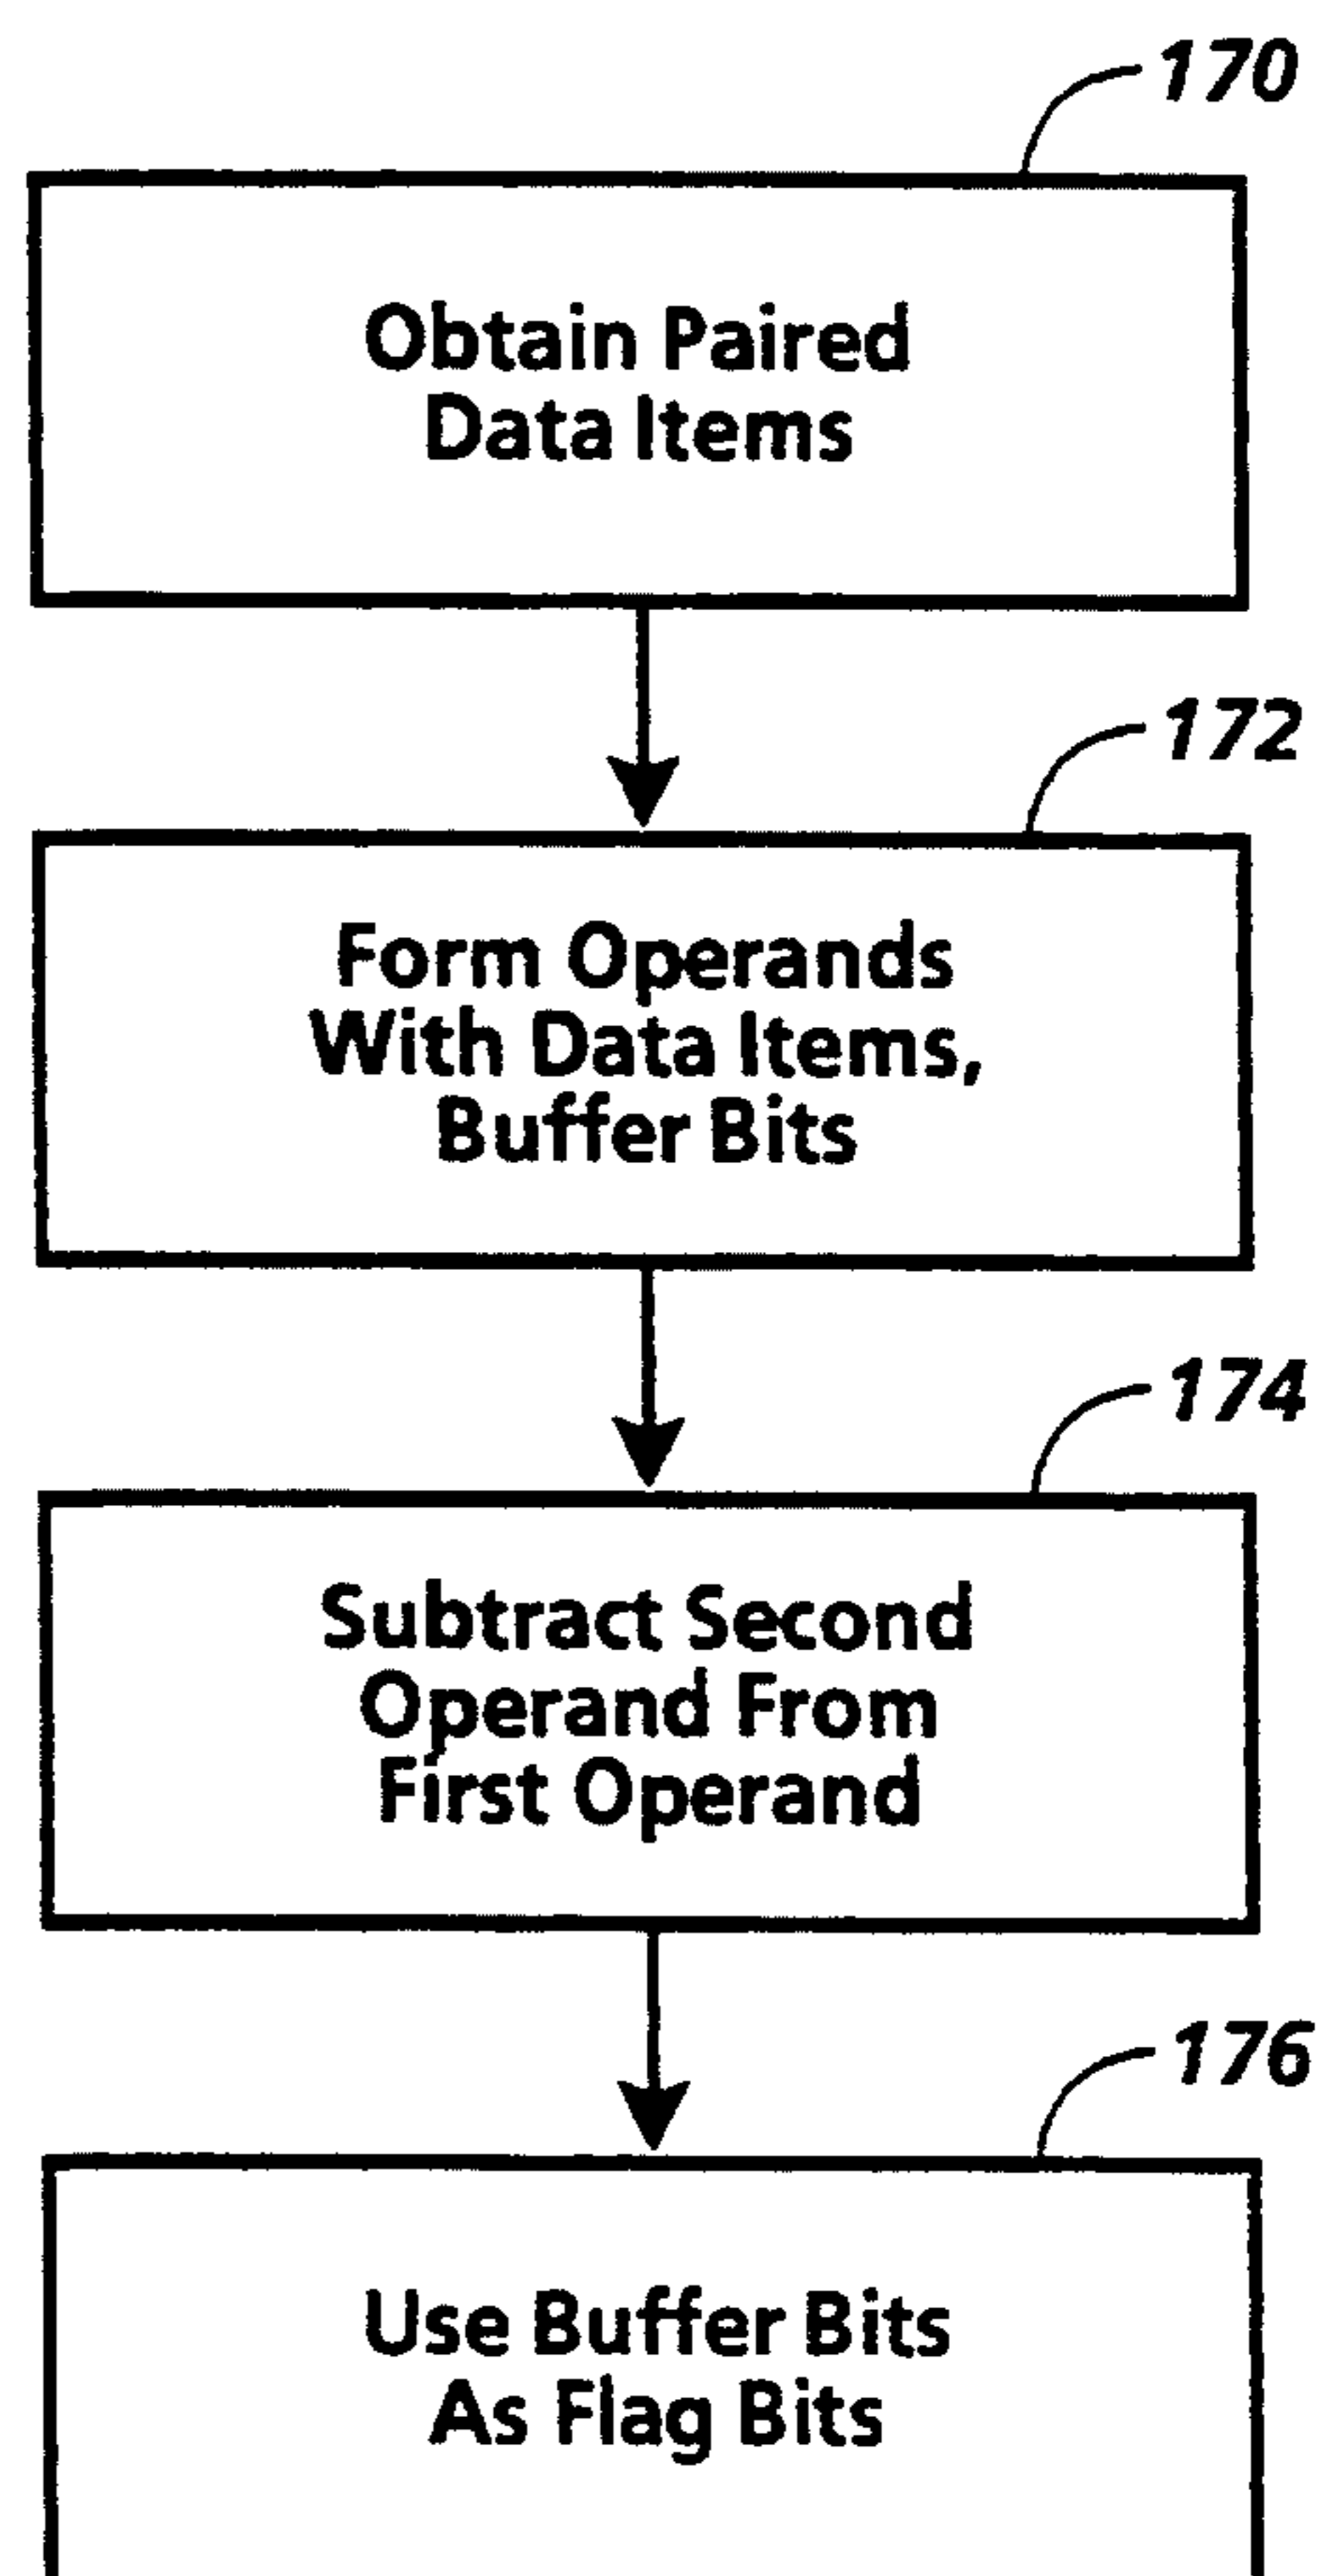 170
Obtain Paired
Data Items
172
Form Operands
With Data Items,
Buffer Bits
174
Subtract Second
Operand From
First Operand
176
Use Buffer Bits
As Flag Bits